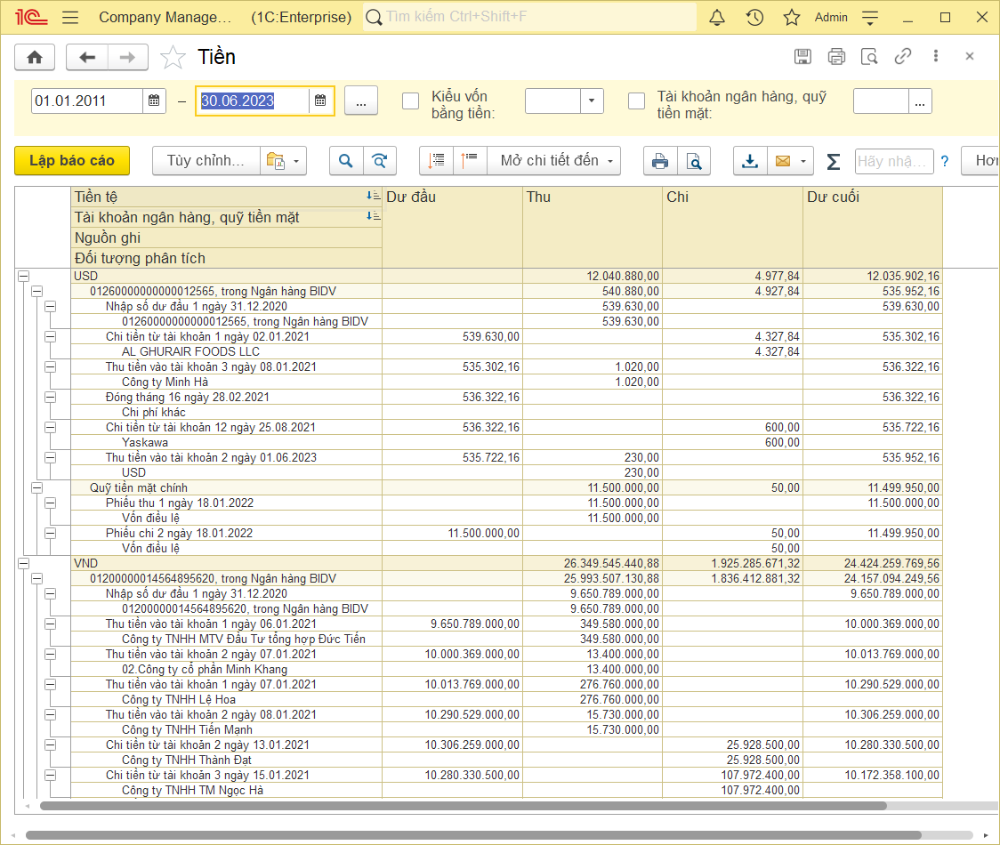 1C Company Manage... (1C:Enterprise) Tìm kiếm Ctrl+Shift+F Admin
Tiền
01.01.2011 – 30.06.2023 ... Kiểu vốn bằng tiền: Tài khoản ngân hàng, quỹ tiền mặt: ...
Lập báo cáo Tùy chỉnh... Mở chi tiết đến Σ Hãy nhậ... ? Hơn
Tiền tệ Dư đầu Thu Chi Dư cuối
Tài khoản ngân hàng, quỹ tiền mặt
Nguồn ghi
Đối tượng phân tích
USD 12.040.880,00 4.977,84 12.035.902,16
01260000000000012565, trong Ngân hàng BIDV 540.880,00 4.927,84 535.952,16
Nhập số dư đầu 1 ngày 31.12.2020 539.630,00 539.630,00
01260000000000012565, trong Ngân hàng BIDV 539.630,00
Chi tiền từ tài khoản 1 ngày 02.01.2021 539.630,00 4.327,84 535.302,16
AL GHURAIR FOODS LLC 4.327,84
Thu tiền vào tài khoản 3 ngày 08.01.2021 535.302,16 1.020,00 536.322,16
Công ty Minh Hà 1.020,00
Đóng tháng 16 ngày 28.02.2021 536.322,16 536.322,16
Chi phí khác
Chi tiền từ tài khoản 12 ngày 25.08.2021 536.322,16 600,00 535.722,16
Yaskawa 600,00
Thu tiền vào tài khoản 2 ngày 01.06.2023 535.722,16 230,00 535.952,16
USD 230,00
Quỹ tiền mặt chính 11.500.000,00 50,00 11.499.950,00
Phiếu thu 1 ngày 18.01.2022 11.500.000,00 11.500.000,00
Vốn điều lệ 11.500.000,00
Phiếu chi 2 ngày 18.01.2022 11.500.000,00 50,00 11.499.950,00
Vốn điều lệ 50,00
VND 26.349.545.440,88 1.925.285.671,32 24.424.259.769,56
01200000014564895620, trong Ngân hàng BIDV 25.993.507.130,88 1.836.412.881,32 24.157.094.249,56
Nhập số dư đầu 1 ngày 31.12.2020 9.650.789.000,00 9.650.789.000,00
01200000014564895620, trong Ngân hàng BIDV 9.650.789.000,00
Thu tiền vào tài khoản 1 ngày 06.01.2021 9.650.789.000,00 349.580.000,00 10.000.369.000,00
Công ty TNHH MTV Đầu Tư tổng hợp Đức Tiến 349.580.000,00
Thu tiền vào tài khoản 2 ngày 07.01.2021 10.000.369.000,00 13.400.000,00 10.013.769.000,00
02.Công ty cổ phần Minh Khang 13.400.000,00
Thu tiền vào tài khoản 1 ngày 07.01.2021 10.013.769.000,00 276.760.000,00 10.290.529.000,00
Công ty TNHH Lệ Hoa 276.760.000,00
Thu tiền vào tài khoản 2 ngày 08.01.2021 10.290.529.000,00 15.730.000,00 10.306.259.000,00
Công ty TNHH Tiến Mạnh 15.730.000,00
Chi tiền từ tài khoản 2 ngày 13.01.2021 10.306.259.000,00 25.928.500,00 10.280.330.500,00
Công ty TNHH Thành Đạt 25.928.500,00
Chi tiền từ tài khoản 3 ngày 15.01.2021 10.280.330.500,00 107.972.400,00 10.172.358.100,00
Công ty TNHH TM Ngọc Hà 107.972.400,00